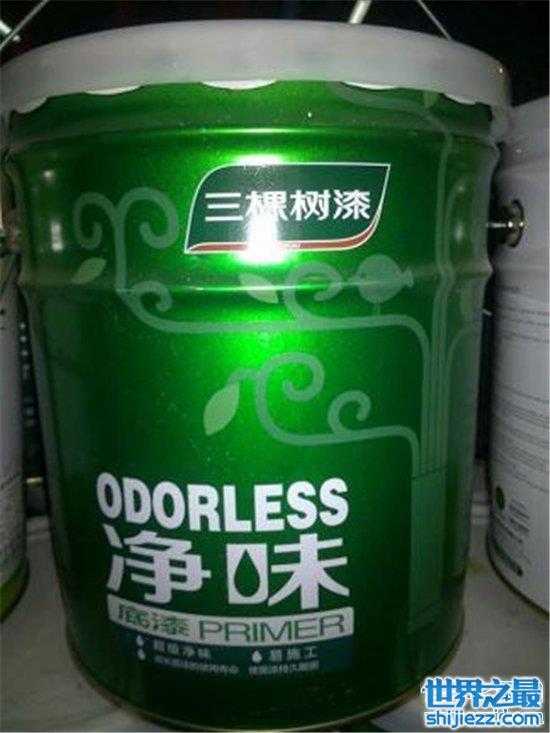 三棵树漆
ODORLESS
净味
底漆 PRIMER
超级净味 易施工
世界之最
shijiezz.com